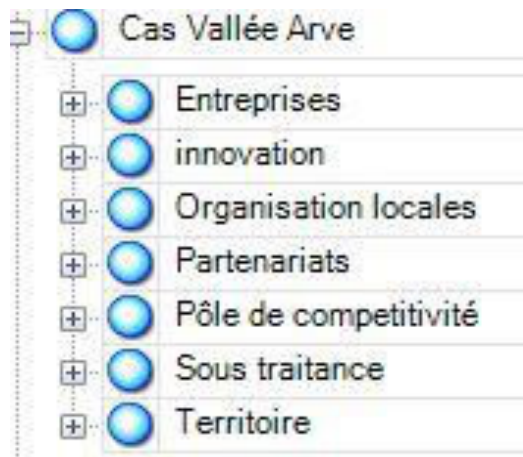 Cas Vallée Arve
Entreprises
innovation
Organisation locales
Partenariats
Pôle de competitivité
Sous traitance
Territoire